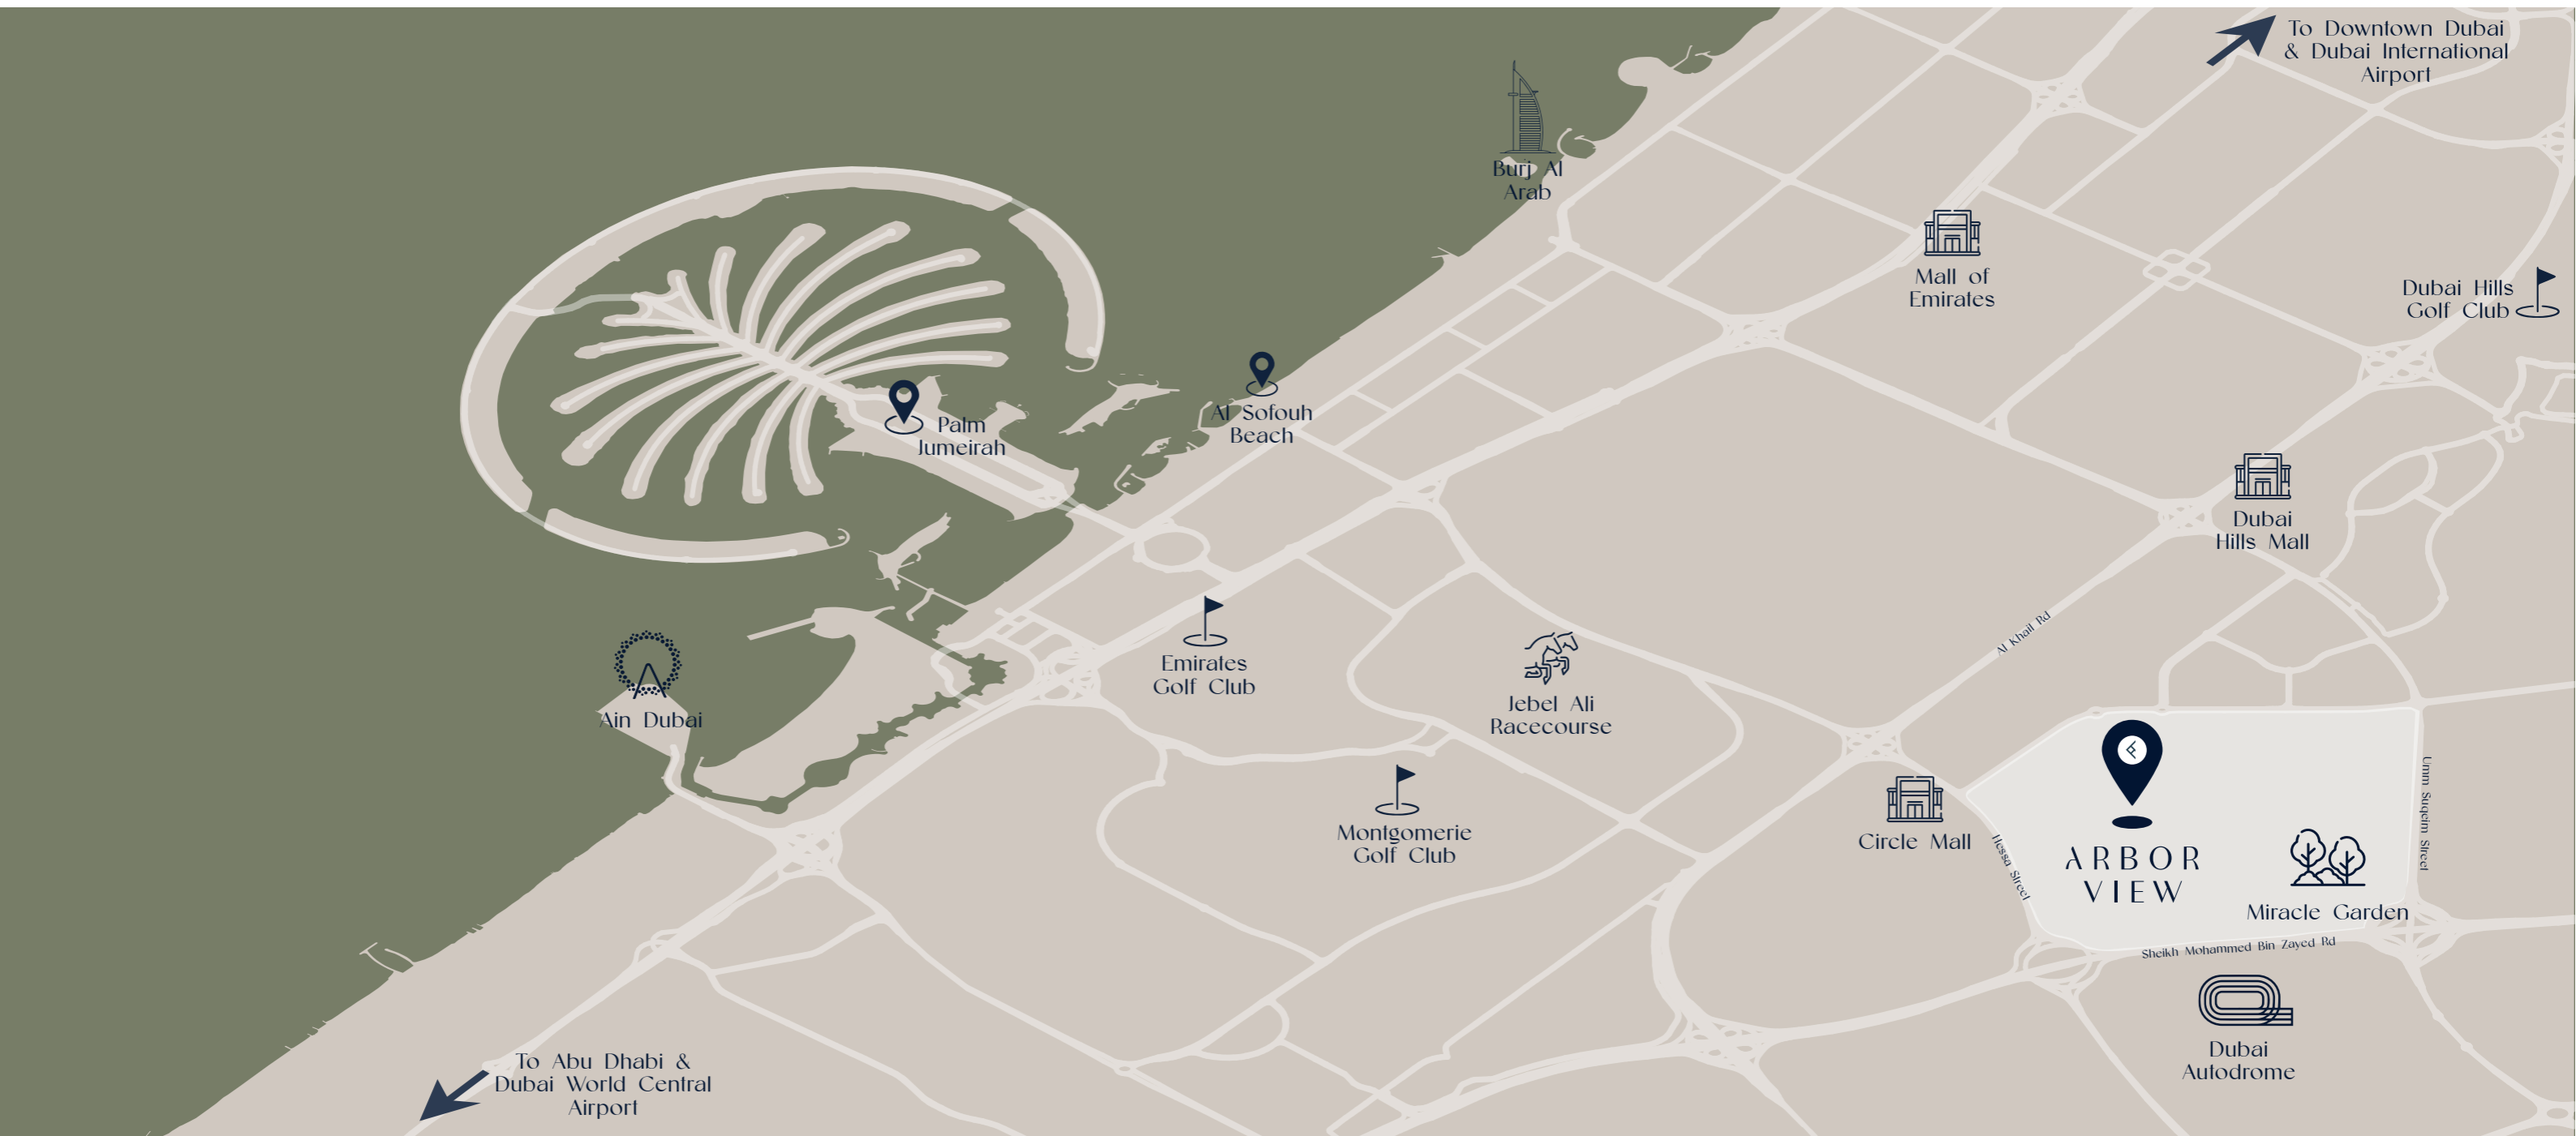 To Downtown Dubai
& Dubai International
Airport
Burj Al
Arab
Mall of
Emirates
Dubai Hills
Golf Club
Palm
Jumeirah
Al Sofouh
Beach
Dubai
Hills Mall
Al Khail Rd
Emirates
Golf Club
Jebel Ali
Racecourse
Ain Dubai
Montgomerie
Golf Club
Circle Mall
Hessa Street
ARBOR
VIEW
Miracle Garden
Umm Suqeim Street
Sheikh Mohammed Bin Zayed Rd
Dubai
Autodrome
To Abu Dhabi &
Dubai World Central
Airport